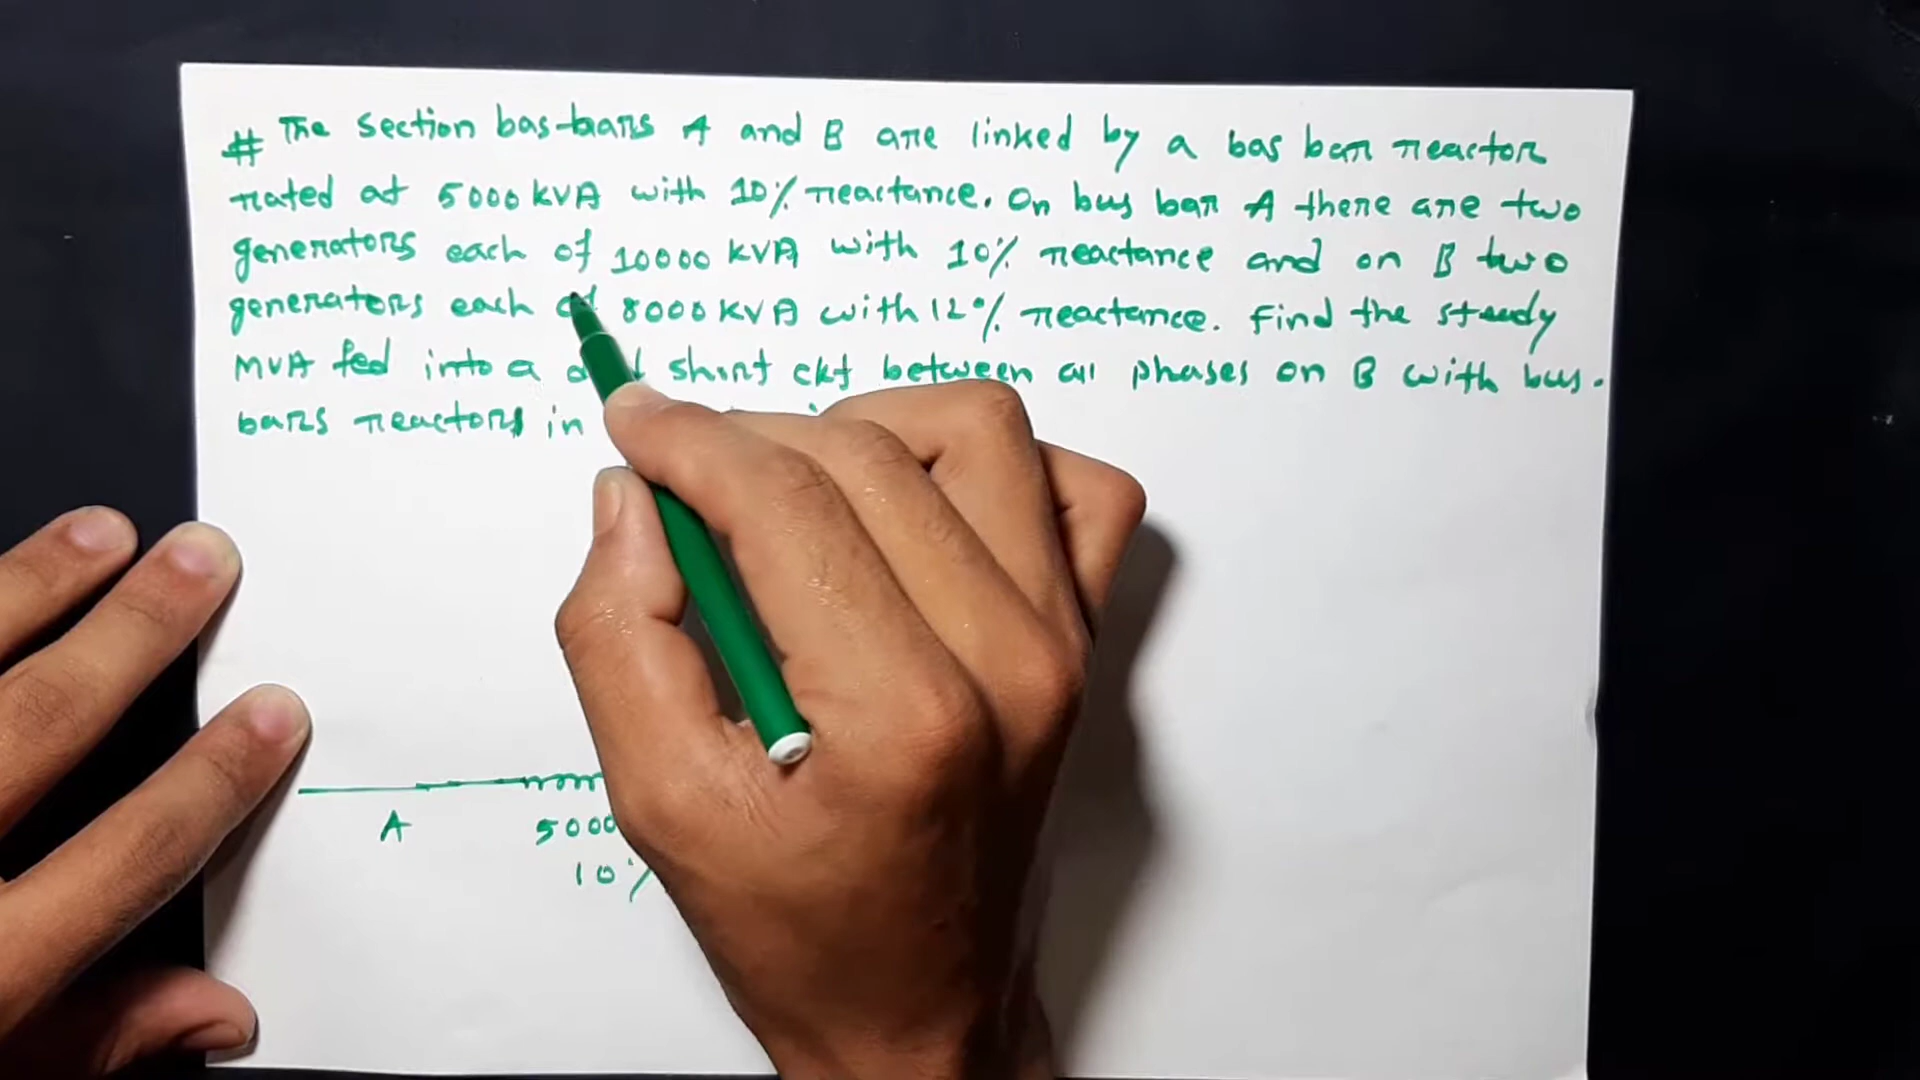 # The section bas-bars A and B are linked by a bas bar reactor
rated at 5000 KVA with 10% reactance. On bus bar A there are two
generators each of 10000 KVA with 10% reactance and on B two
generators each of 8000 KVA with 12% reactance. Find the steady
MVA fed into a short ckt between all phases on B with bus-
bars reactors in
A
5000
10%